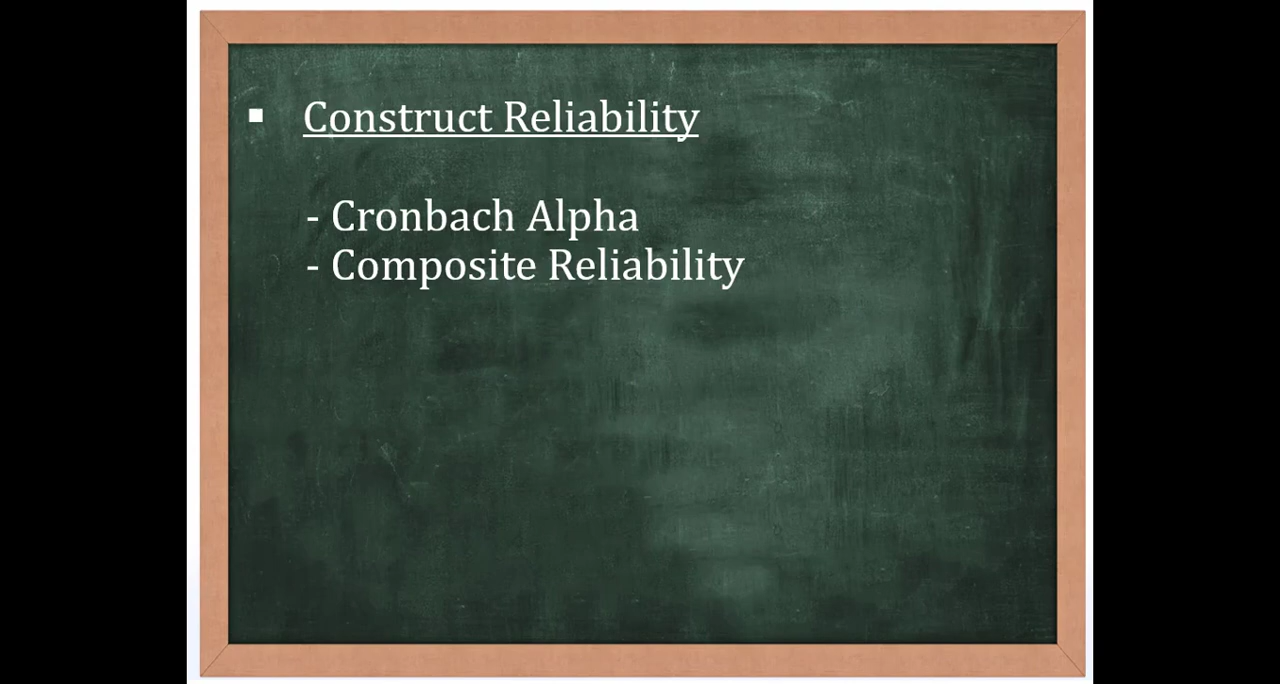 ▪ Construct Reliability
- Cronbach Alpha
- Composite Reliability